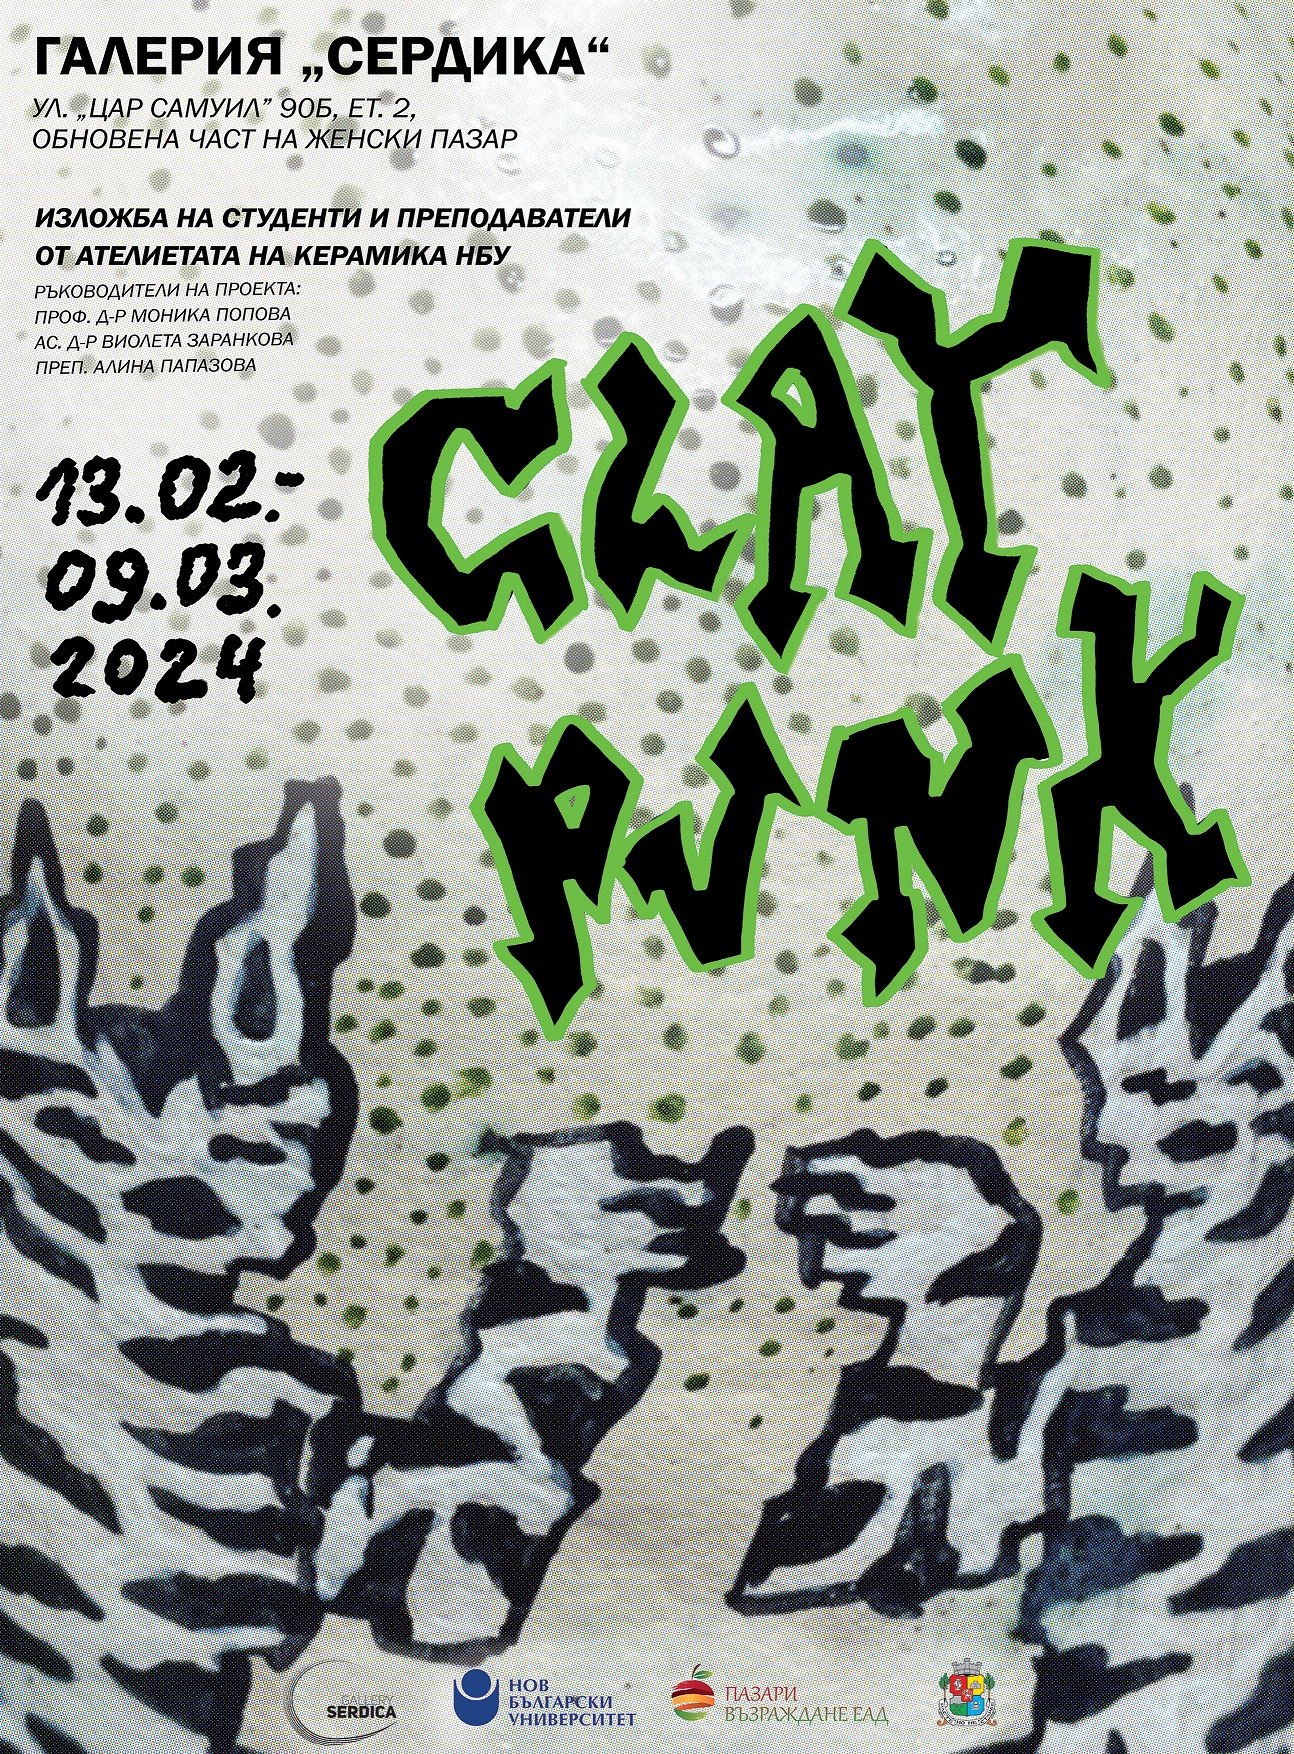 ГАЛЕРИЯ „СЕРДИКА“
УЛ. „ЦАР САМУИЛ” 90Б, ЕТ. 2,
ОБНОВЕНА ЧАСТ НА ЖЕНСКИ ПАЗАР
ИЗЛОЖБА НА СТУДЕНТИ И ПРЕПОДАВАТЕЛИ
ОТ АТЕЛИЕТАТА НА КЕРАМИКА НБУ
РЪКОВОДИТЕЛИ НА ПРОЕКТА:
ПРОФ. Д-Р МОНИКА ПОПОВА
АС. Д-Р ВИОЛЕТА ЗАРАНКОВА
ПРЕП. АЛИНА ПАПАЗОВА
13.02.-
09.03.
2024
CLAY
PUNK
GALLERY
SERDICA
НОВ
БЪЛГАРСКИ
УНИВЕРСИТЕТ
ПАЗАРИ
ВЪЗРАЖДАНЕ ЕАД